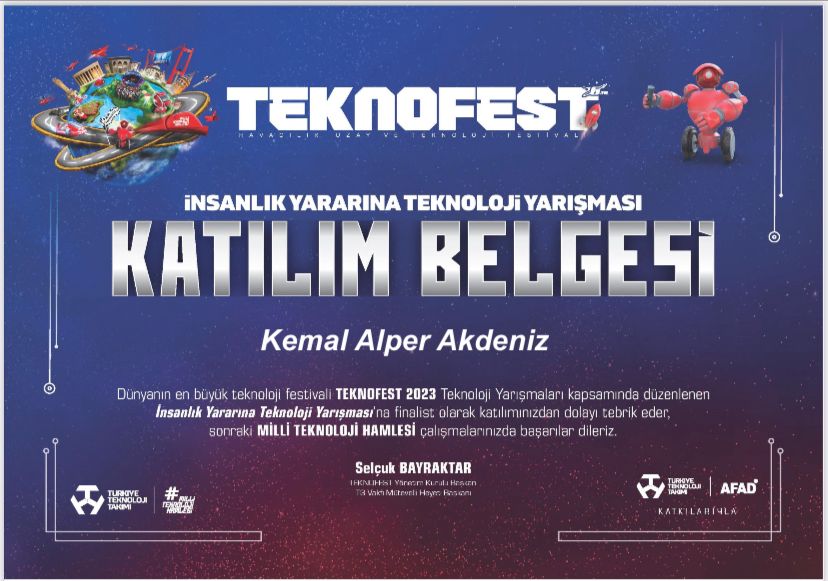 TEKNOFEST
HAVACILIK, UZAY VE TEKNOLOJİ FESTİVALİ
İNSANLIK YARARINA TEKNOLOJİ YARIŞMASI
KATILIM BELGESİ
Kemal Alper Akdeniz
Dünyanın en büyük teknoloji festivali TEKNOFEST 2023 Teknoloji Yarışmaları kapsamında düzenlenen
İnsanlık Yararına Teknoloji Yarışması'na finalist olarak katılımınızdan dolayı tebrik eder,
sonraki MİLLİ TEKNOLOJİ HAMLESİ çalışmalarınızda başarılar dileriz.
Selçuk BAYRAKTAR
TEKNOFEST Yönetim Kurulu Başkanı
T3 Vakfı Mütevelli Heyeti Başkanı
TÜRKİYE
TEKNOLOJİ
TAKIMI
#MİLLİ
TEKNOLOJİ
HAMLESİ
TÜRKİYE
TEKNOLOJİ
TAKIMI
AFAD
KATKILARIYLA